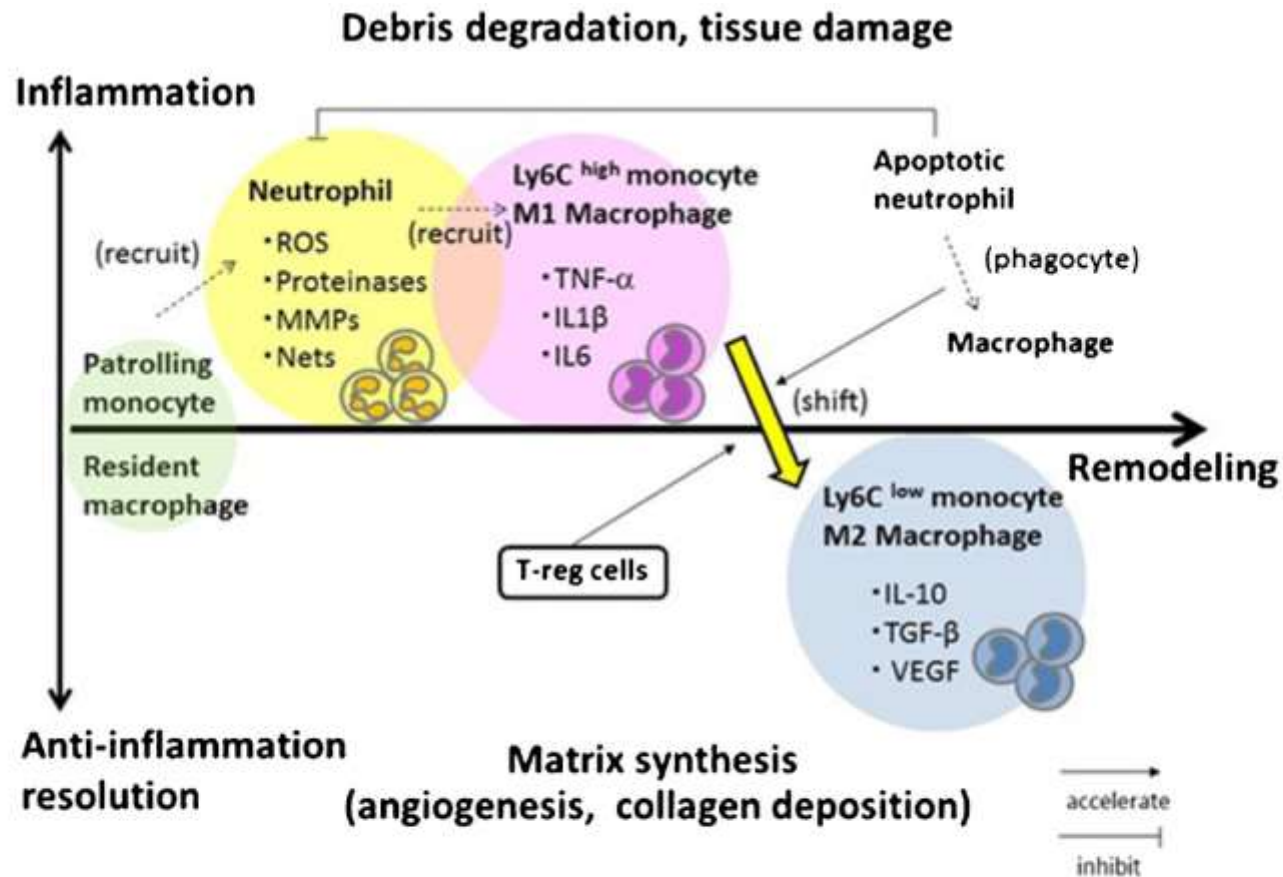 Debris degradation, tissue damage
Inflammation
Neutrophil
・ROS
・Proteinases
・MMPs
・Nets
(recruit)
(recruit)
Ly6C high monocyte
M1 Macrophage
・TNF-α
・IL1β
・IL6
Apoptotic
neutrophil
(phagocyte)
Macrophage
(shift)
Patrolling
monocyte
Resident
macrophage
Remodeling
T-reg cells
Ly6C low monocyte
M2 Macrophage
・IL-10
・TGF-β
・VEGF
Anti-inflammation
resolution
Matrix synthesis
(angiogenesis, collagen deposition)
accelerate
inhibit